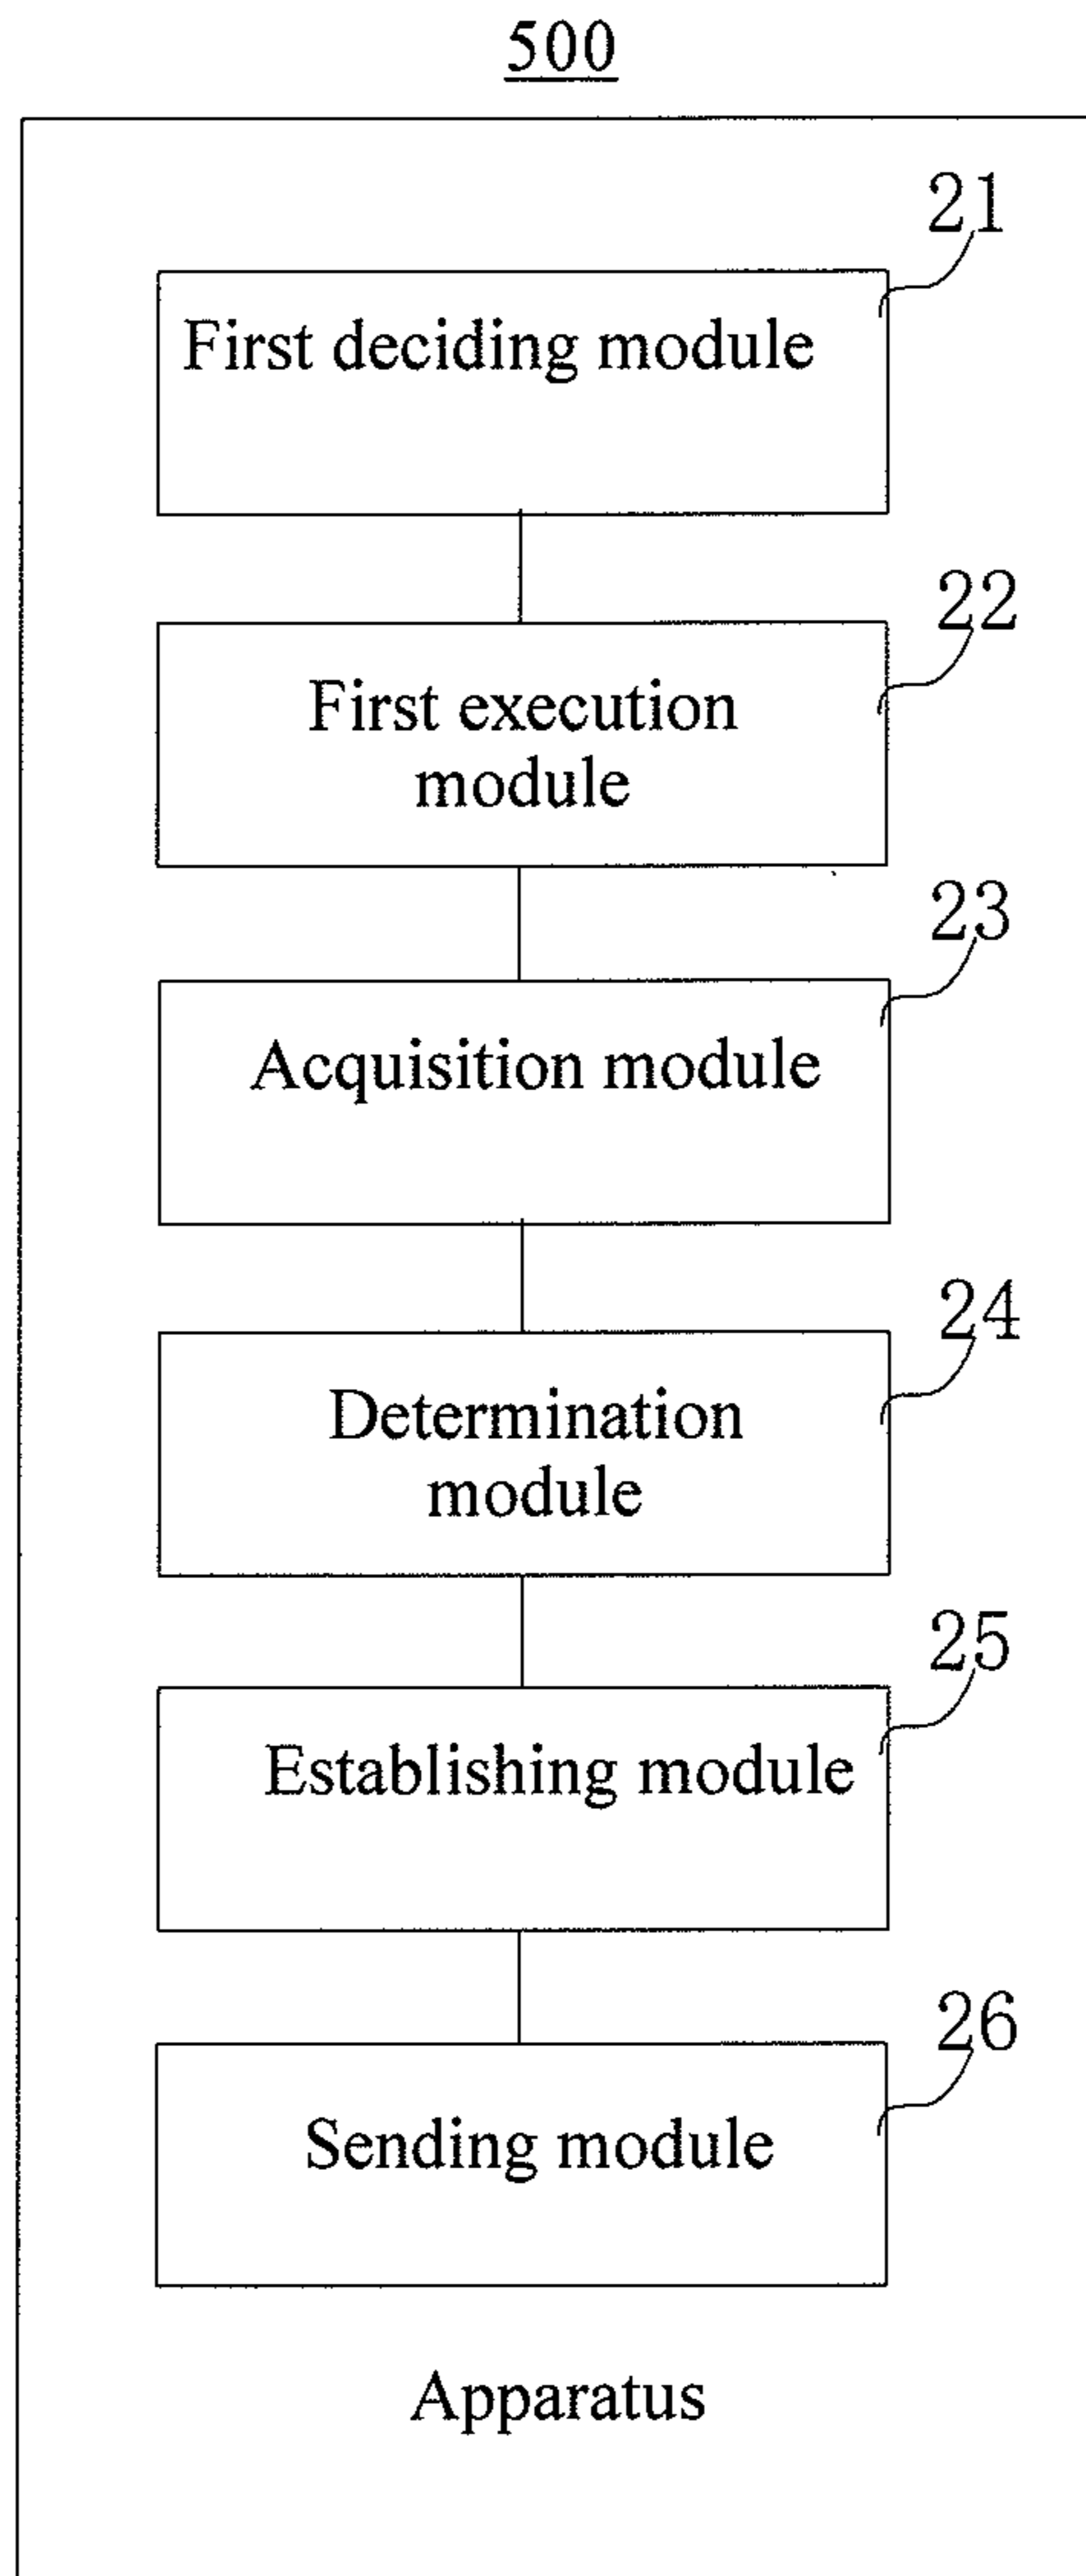 500
21
First deciding module
22
First execution
module
23
Acquisition module
24
Determination
module
25
Establishing module
26
Sending module
Apparatus